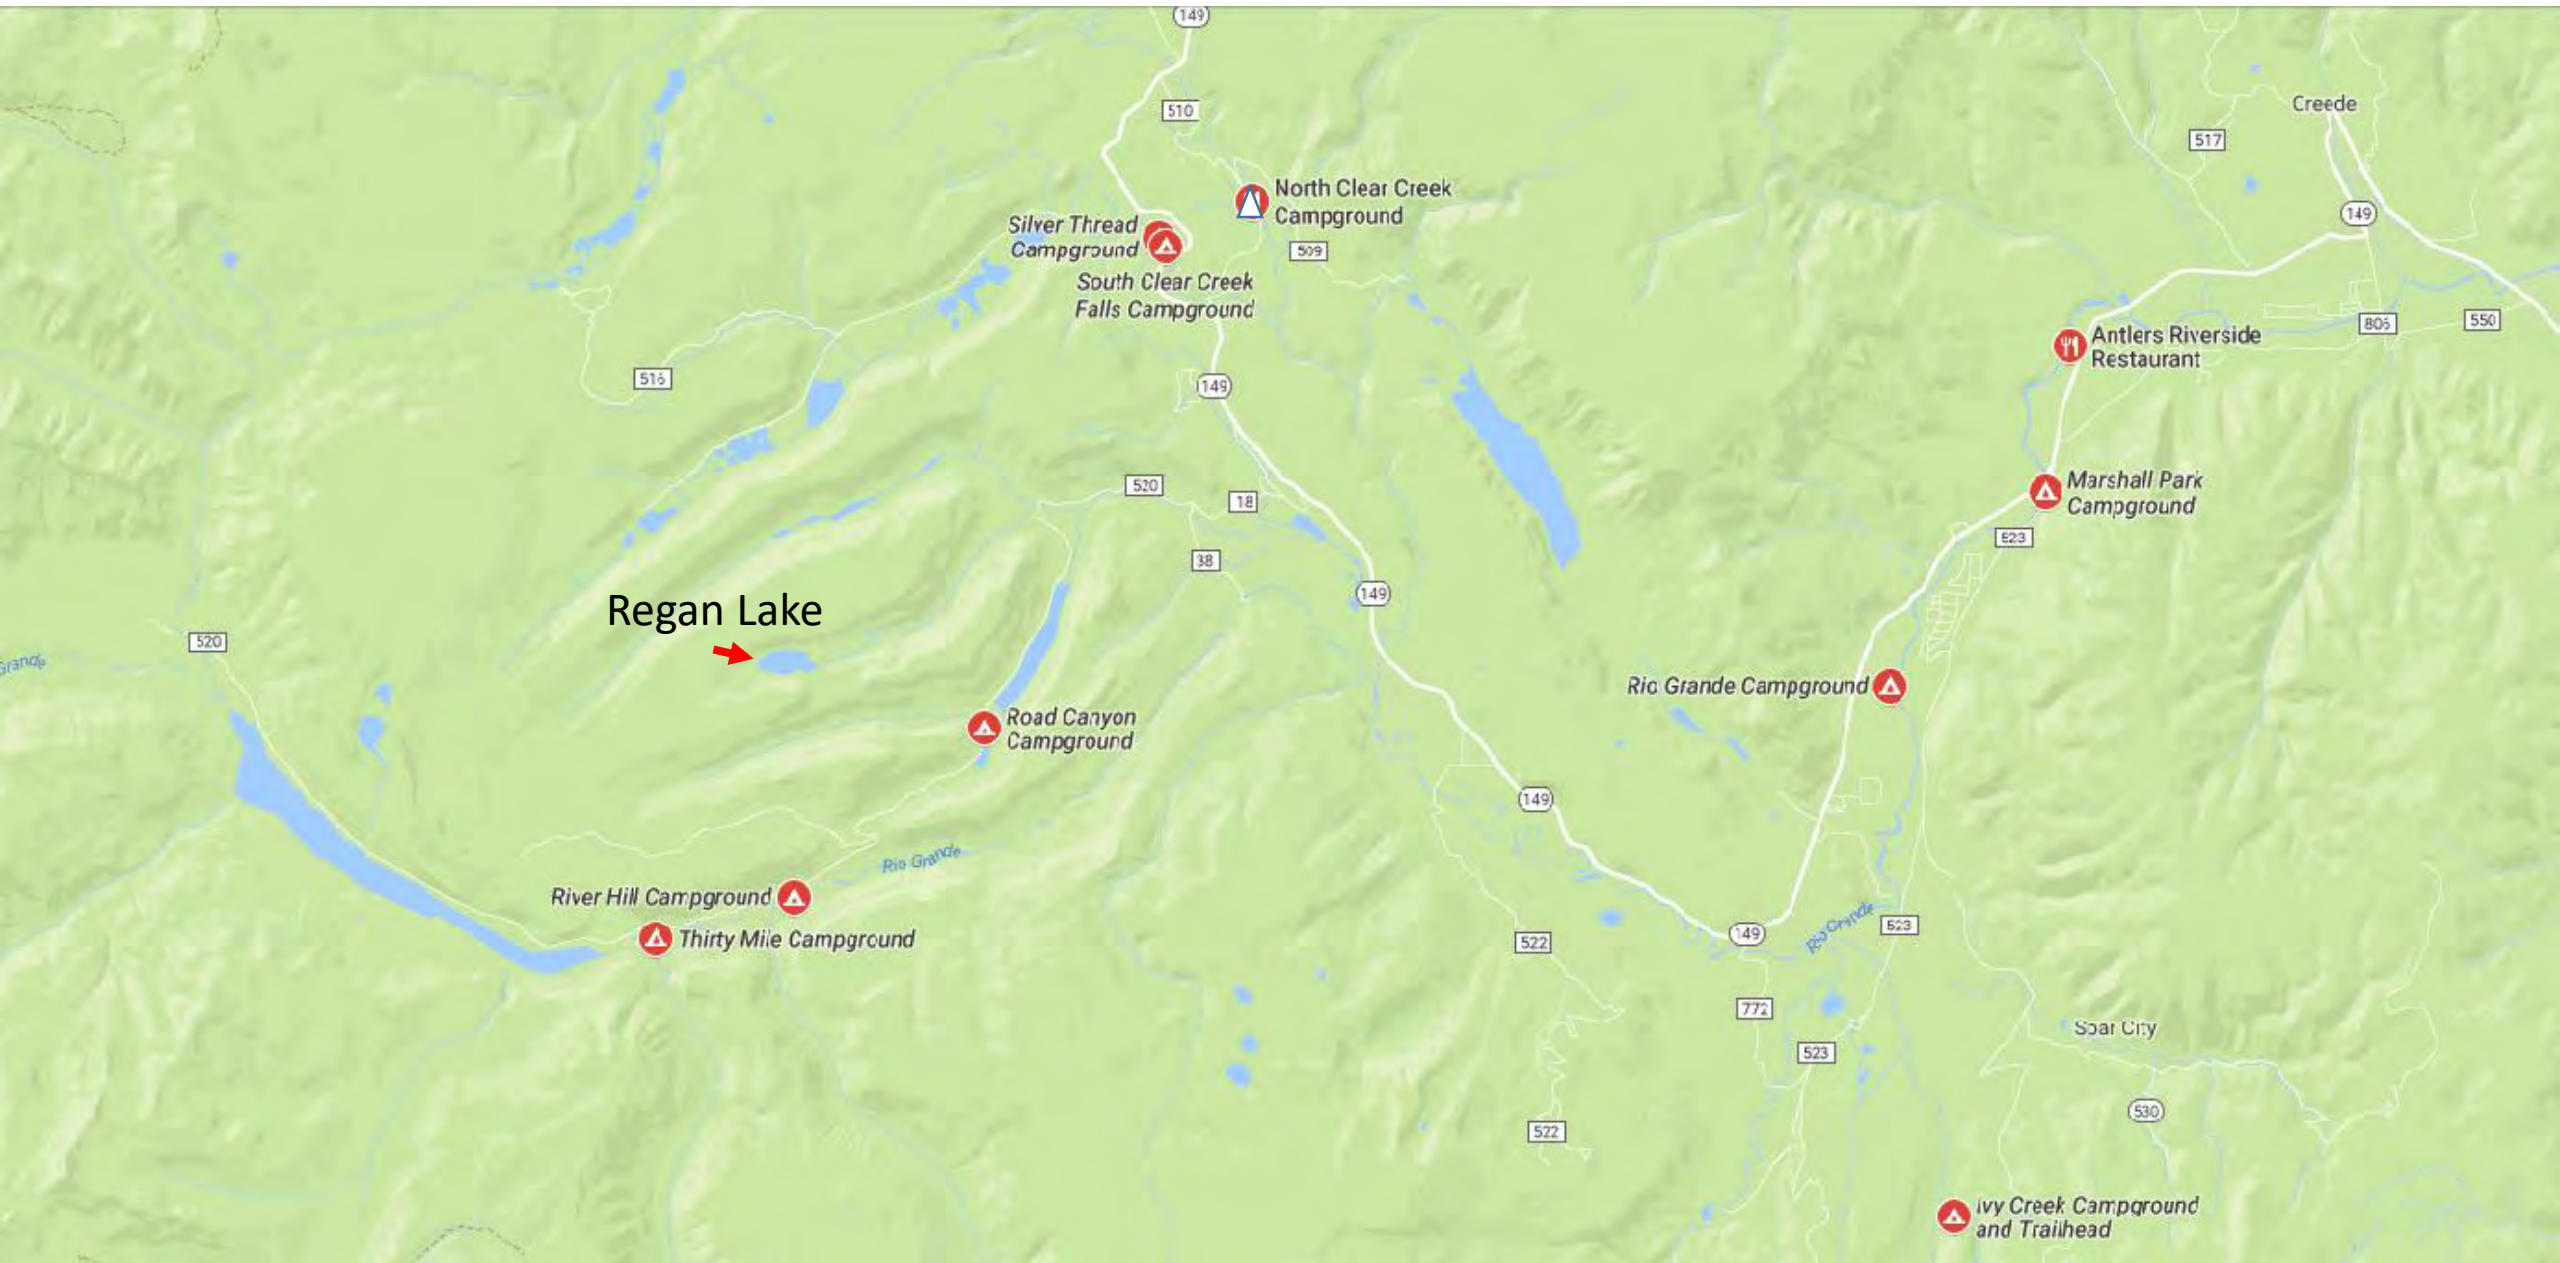 149
510
Creede
517
North Clear Creek
Campground
149
Silver Thread
Campground
509
South Clear Creek
Falls Campground
806
550
Antlers Riverside
Restaurant
516
149
520
18
Marshall Park
Campground
523
38
149
Regan Lake
520
Grande
Rio Grande Campground
Road Canyon
Campground
149
Rio Grande
River Hill Campground
Thirty Mile Campground
522
149
Rio Grande
523
772
Spar City
523
530
522
Ivy Creek Campground
and Trailhead